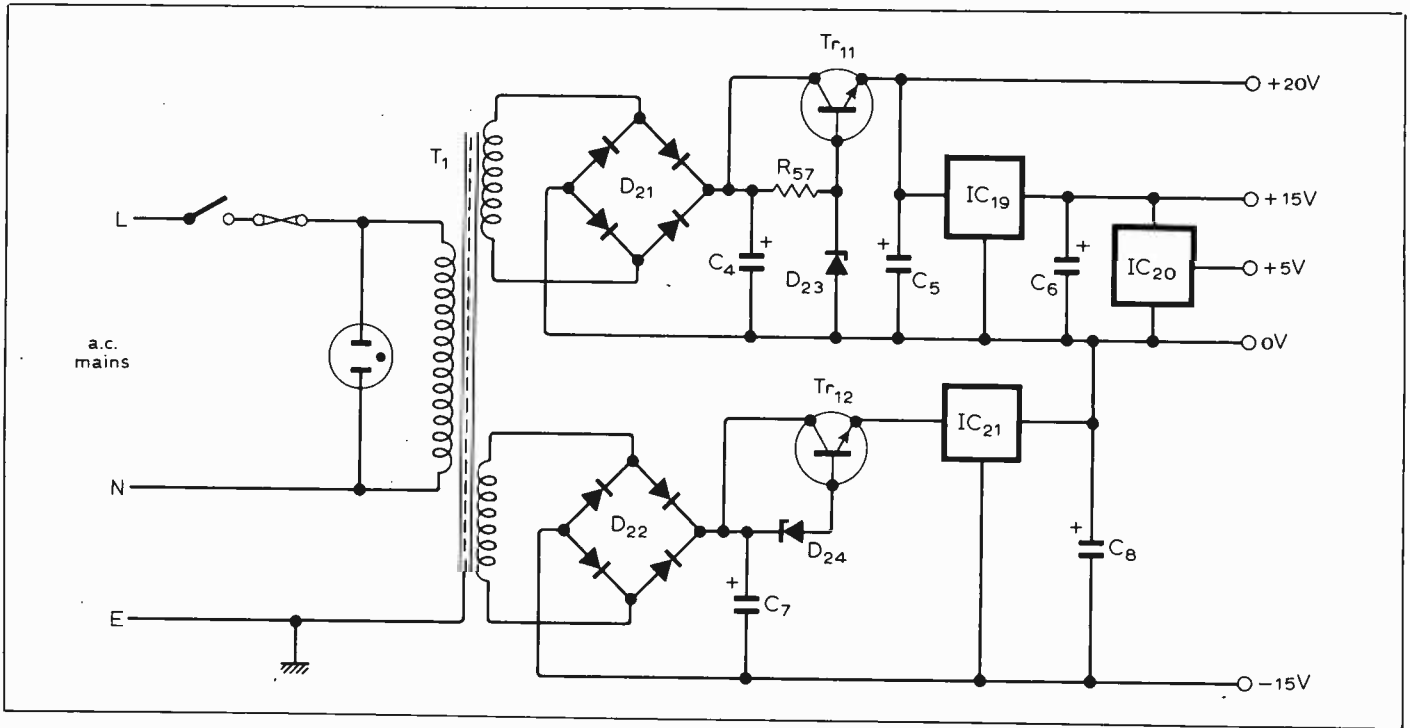 Tr11
+20V
T1
D21
R57
IC19
+15V
L
C4
+
D23
+
C5
+
C6
IC20
+5V
0V
a.c.
mains
Tr12
IC21
N
D22
D24
+
C7
+
C8
E
-15V